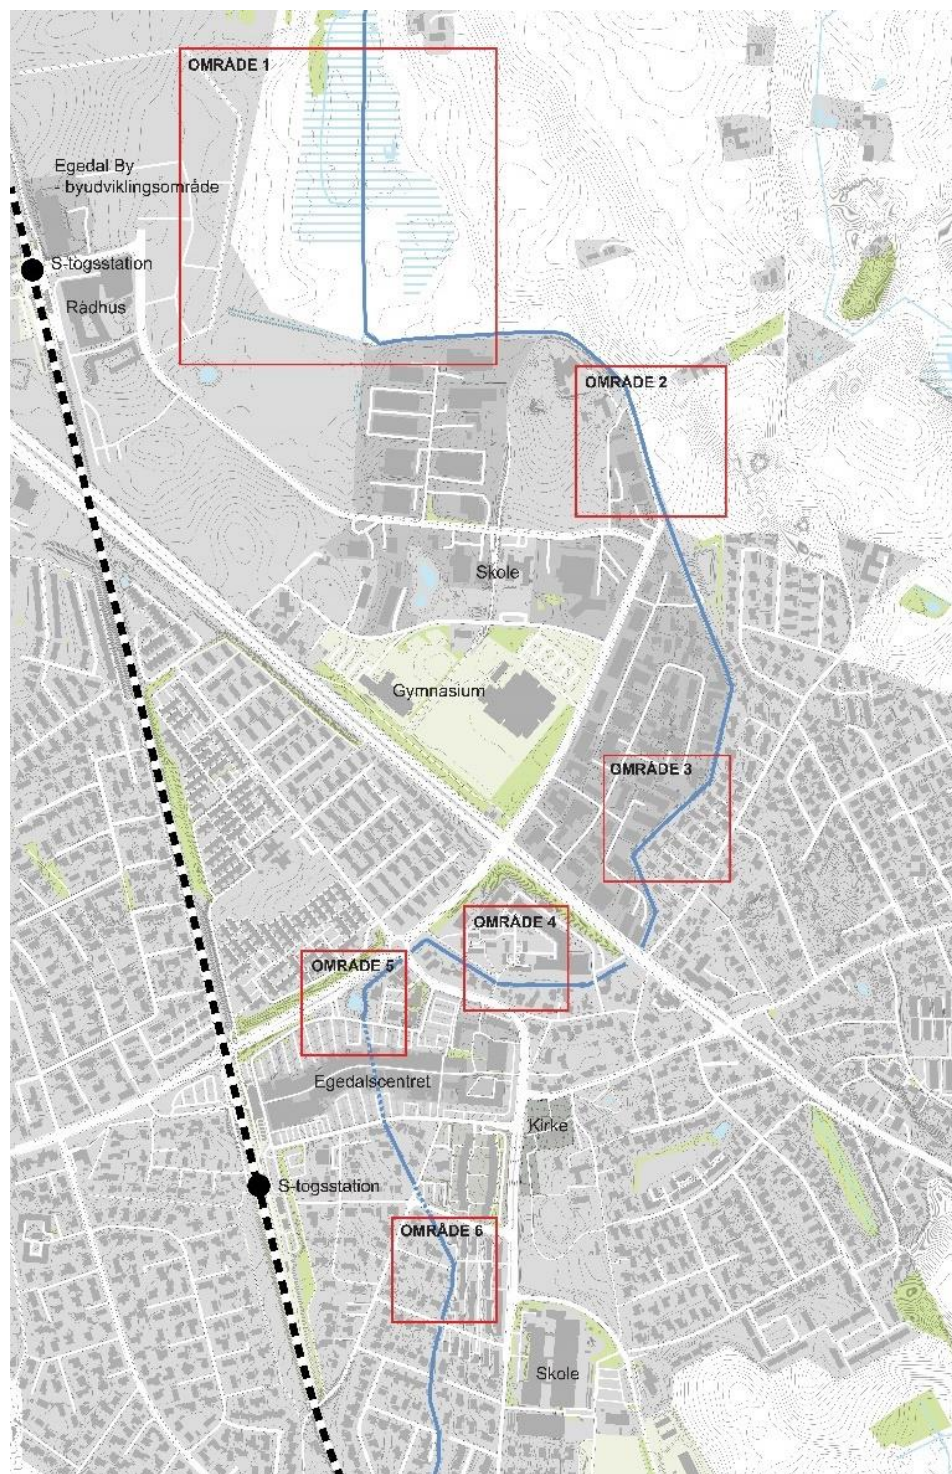 OMRÅDE 1
Egedal By
- byudviklingsområde
S-togsstation
Rådhus
OMRÅDE 2
Skole
Gymnasium
OMRÅDE 3
OMRÅDE 4
OMRÅDE 5
Egedalscentret
Kirke
S-togsstation
OMRÅDE 6
Skole